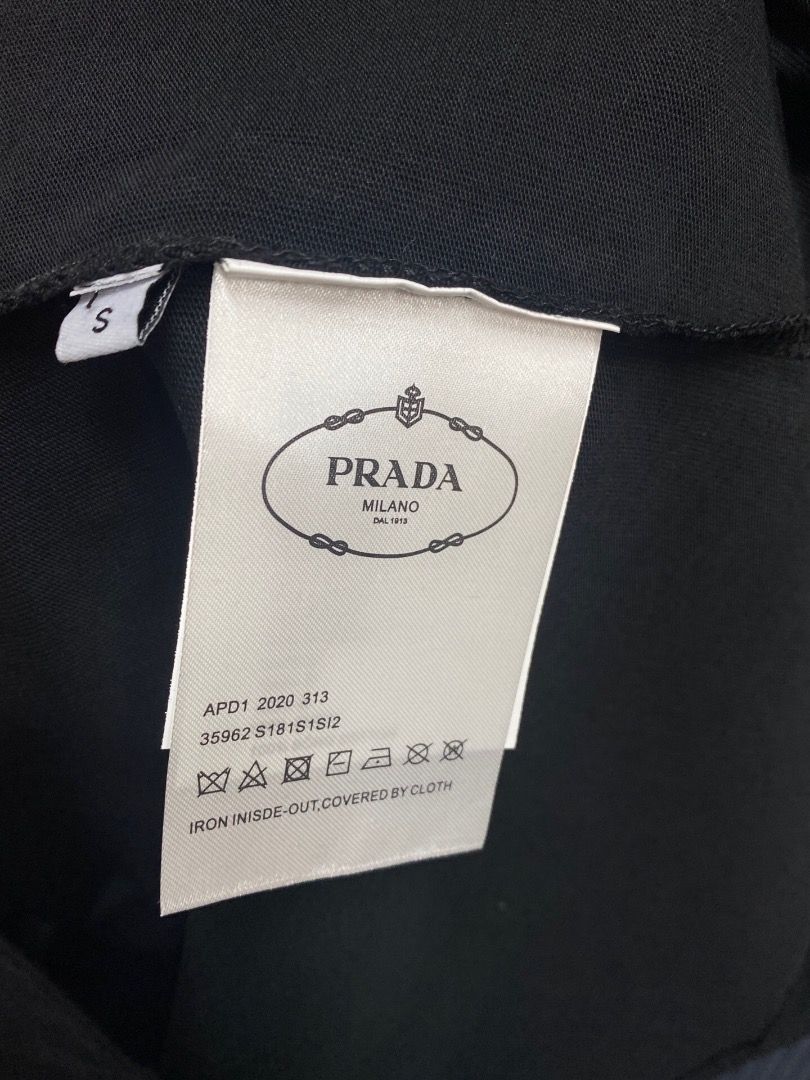 S
PRADA
MILANO
DAL 1913
APD1 2020 313
35962 S181S1SI2
IRON INISDE-OUT,COVERED BY CLOTH